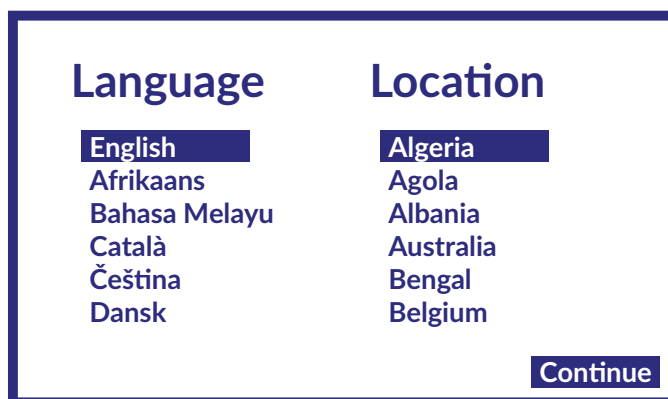 Language
English
Afrikaans
Bahasa Melayu
Català
Čeština
Dansk
Location
Algeria
Agola
Albania
Australia
Bengal
Belgium
Continue